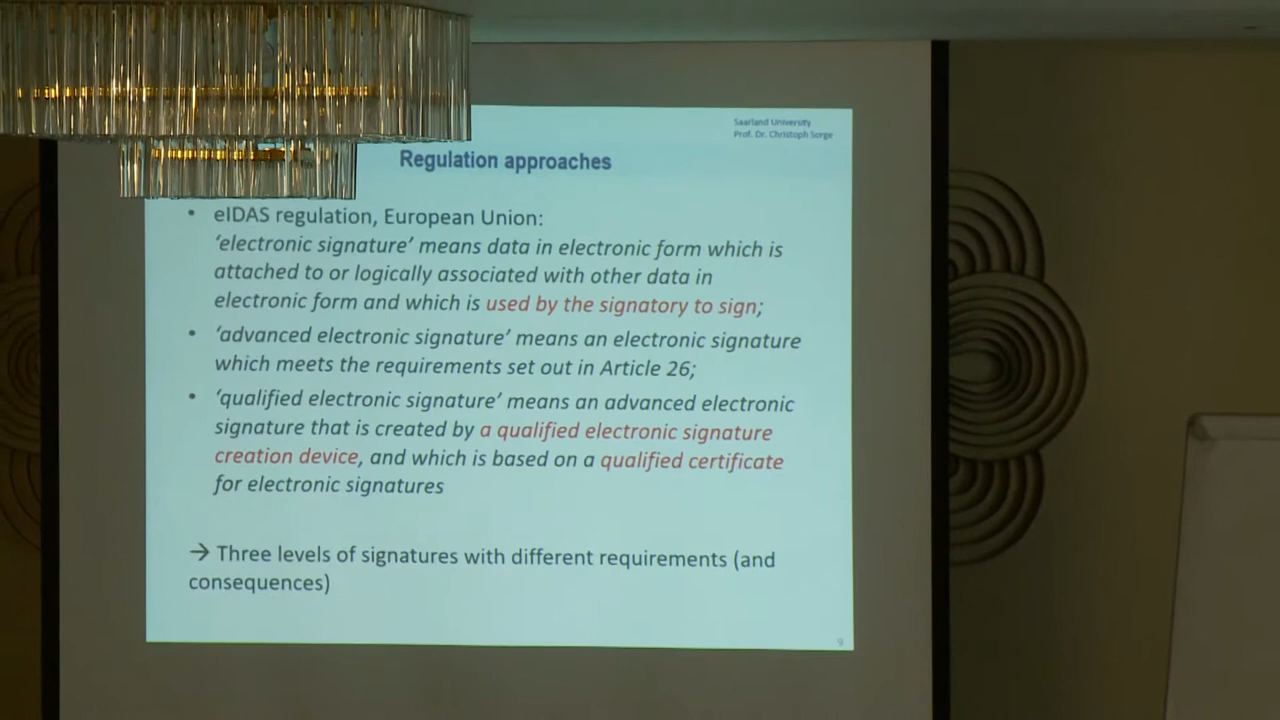 Saarland University
Prof. Dr. Christoph Sorge
Regulation approaches
• eIDAS regulation, European Union:
‘electronic signature’ means data in electronic form which is
attached to or logically associated with other data in
electronic form and which is used by the signatory to sign;
• ‘advanced electronic signature’ means an electronic signature
which meets the requirements set out in Article 26;
• ‘qualified electronic signature’ means an advanced electronic
signature that is created by a qualified electronic signature
creation device, and which is based on a qualified certificate
for electronic signatures
→ Three levels of signatures with different requirements (and
consequences)
9